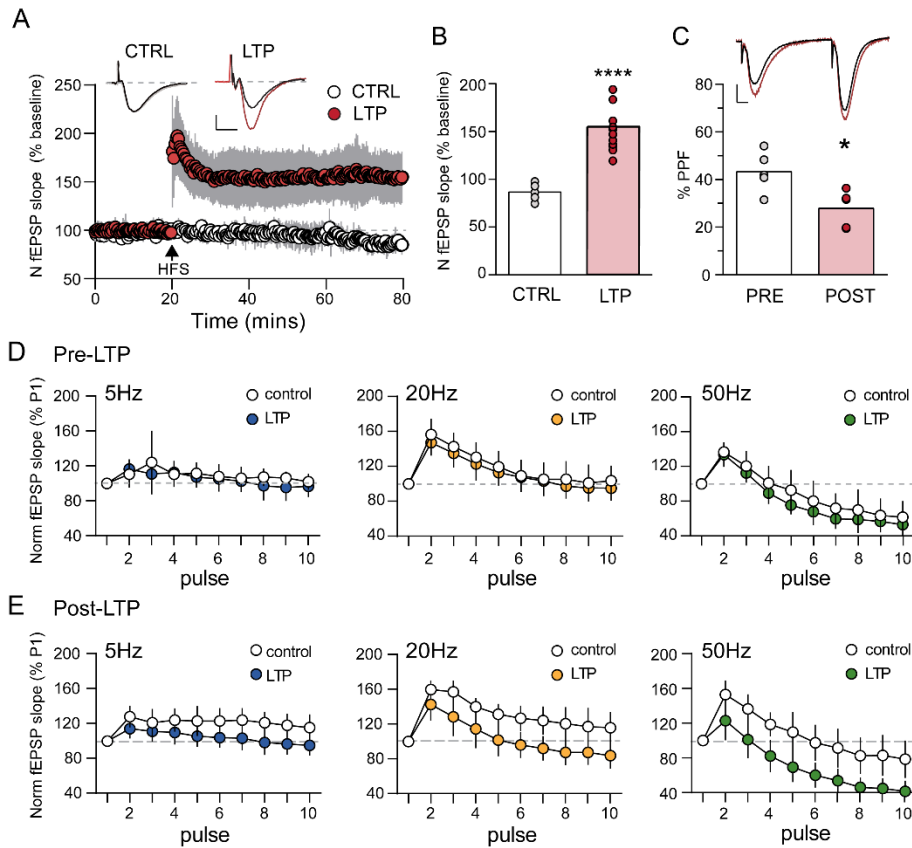 A
CTRL
LTP
CTRL
LTP
N fEPSP slope (% baseline)
250
200
150
100
50
HFS
0
20
40
60
80
Time (mins)
B
N fEPSP slope (% baseline)
200
150
100
50
0
****
CTRL
LTP
C
% PPF
80
60
40
20
0
*
PRE
POST
D Pre-LTP
Norm fEPSP slope (% P1)
5Hz
control
LTP
200
160
120
80
40
2 4 6 8 10
pulse
20Hz
control
LTP
200
160
120
80
40
2 4 6 8 10
pulse
50Hz
control
LTP
200
160
120
80
40
2 4 6 8 10
pulse
E Post-LTP
Norm fEPSP slope (% P1)
5Hz
control
LTP
200
160
120
80
40
2 4 6 8 10
pulse
20Hz
control
LTP
200
160
120
80
40
2 4 6 8 10
pulse
50Hz
control
LTP
200
160
120
80
40
2 4 6 8 10
pulse